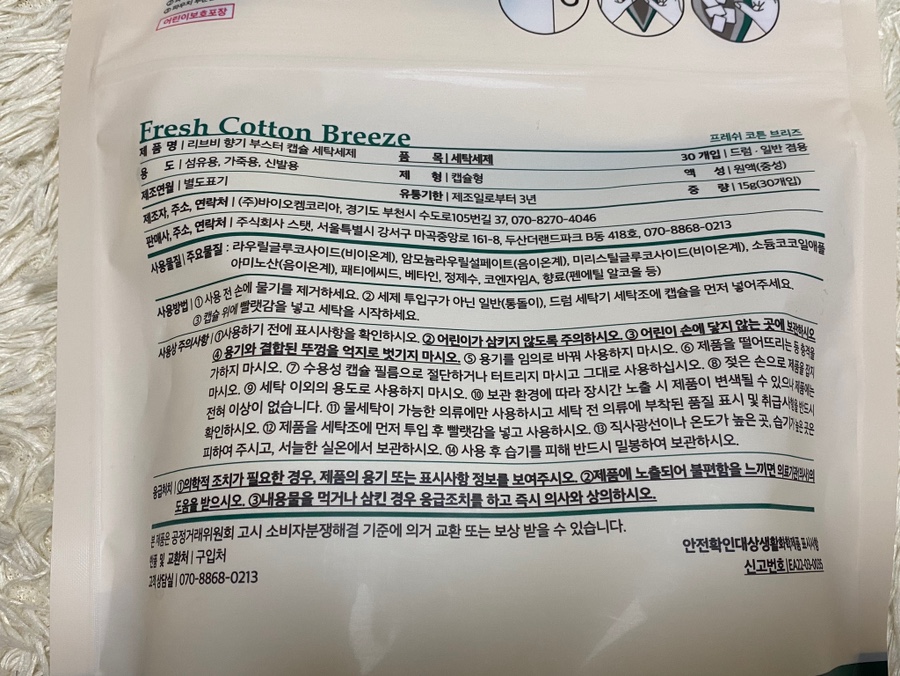 어린이보호포장
Fresh Cotton Breeze
프레쉬 코튼 브리즈
제 품 명 | 리브비 향기 부스터 캡슐 세탁세제 품 목 | 세탁세제 30 개입 | 드럼 · 일반 겸용
용 도 | 섬유용, 가죽용, 신발용 제 형 | 캡슐형 액 성 | 원액(중성)
제조연월 | 별도표기 유통기한 | 제조일로부터 3년 중 량 | 15g(30개입)
제조자, 주소, 연락처 | (주)바이오켐코리아, 경기도 부천시 수도로105번길 37, 070-8270-4046
판매사, 주소, 연락처 | 주식회사 스탯, 서울특별시 강서구 마곡중앙로 161-8, 두산더랜드파크 B동 418호, 070-8868-0213
사용물질 | 주요물질 : 라우릴글루코사이드(비이온계), 암모늄라우릴설페이트(음이온계), 미리스틸글루코사이드(비이온계), 소듐코코일애플
아미노산(음이온계), 패티에씨드, 베타인, 정제수, 코엔자임A, 향료(펜에틸 알코올 등)
사용방법 | ① 사용 전 손에 물기를 제거하세요. ② 세제 투입구가 아닌 일반(통돌이), 드럼 세탁기 세탁조에 캡슐을 먼저 넣어주세요.
③ 캡슐 위에 빨랫감을 넣고 세탁을 시작하세요.
사용상 주의사항 | ①사용하기 전에 표시사항을 확인하시오. ② 어린이가 삼키지 않도록 주의하시오. ③ 어린이 손에 닿지 않는 곳에 보관하시오
④ 용기와 결합된 뚜껑을 억지로 벗기지 마시오. ⑤ 용기를 임의로 바꿔 사용하지 마시오. ⑥ 제품을 떨어뜨리는 등 충격을
가하지 마시오. ⑦ 수용성 캡슐 필름으로 절단하거나 터트리지 마시고 그대로 사용하십시오. ⑧ 젖은 손으로 제품을 잡지
마시오. ⑨ 세탁 이외의 용도로 사용하지 마시오. ⑩ 보관 환경에 따라 장시간 노출 시 제품이 변색될 수 있으나 제품에는
전혀 이상이 없습니다. ⑪ 물세탁이 가능한 의류에만 사용하시고 세탁 전 의류에 부착된 품질 표시 및 취급사항을 반드시
확인하시오. ⑫ 제품을 세탁조에 먼저 투입 후 빨랫감을 넣고 사용하시오. ⑬ 직사광선이나 온도가 높은 곳, 습기가 높은 곳은
피하여 주시고, 서늘한 실온에서 보관하시오. ⑭ 사용 후 습기를 피해 반드시 밀봉하여 보관하시오.
응급처치 | ①의학적 조치가 필요한 경우, 제품의 용기 또는 표시사항 정보를 보여주시오. ②제품에 노출되어 불편함을 느끼면 의료기관(의사)의
도움을 받으시오. ③내용물을 먹거나 삼킨 경우 응급조치를 하고 즉시 의사와 상의하시오.
본 제품은 공정거래위원회 고시 소비자분쟁해결 기준에 의거 교환 또는 보상 받을 수 있습니다.
반품 및 교환처 | 구입처
고객상담실 | 070-8868-0213
안전확인대상생활화학제품 표시사항
신고번호 | EA22-03-0035